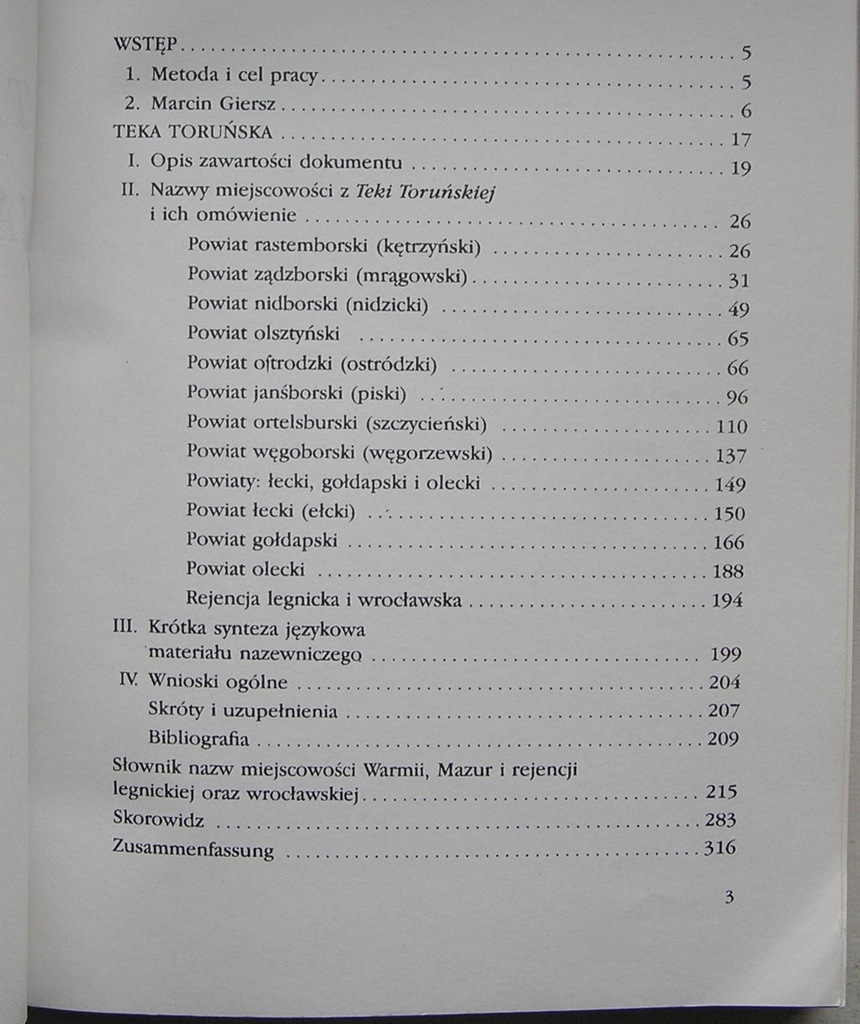 WSTĘP 5
1. Metoda i cel pracy 5
2. Marcin Giersz 6
TEKA TORUŃSKA 17
I. Opis zawartości dokumentu 19
II. Nazwy miejscowości z Teki Toruńskiej
i ich omówienie 26
Powiat rastemborski (kętrzyński) 26
Powiat ządzborski (mrągowski) 31
Powiat nidborski (nidzicki) 49
Powiat olsztyński 65
Powiat oſtrodzki (ostródzki) 66
Powiat janśborski (piski) 96
Powiat ortelsburski (szczycieński) 110
Powiat węgoborski (węgorzewski) 137
Powiaty: łecki, gołdapski i olecki 149
Powiat łecki (ełcki) 150
Powiat gołdapski 166
Powiat olecki 188
Rejencja legnicka i wrocławska 194
III. Krótka synteza językowa
materiału nazewniczego 199
IV. Wnioski ogólne 204
Skróty i uzupełnienia 207
Bibliografia 209
Słownik nazw miejscowości Warmii, Mazur i rejencji
legnickiej oraz wrocławskiej 215
Skorowidz 283
Zusammenfassung 316
3